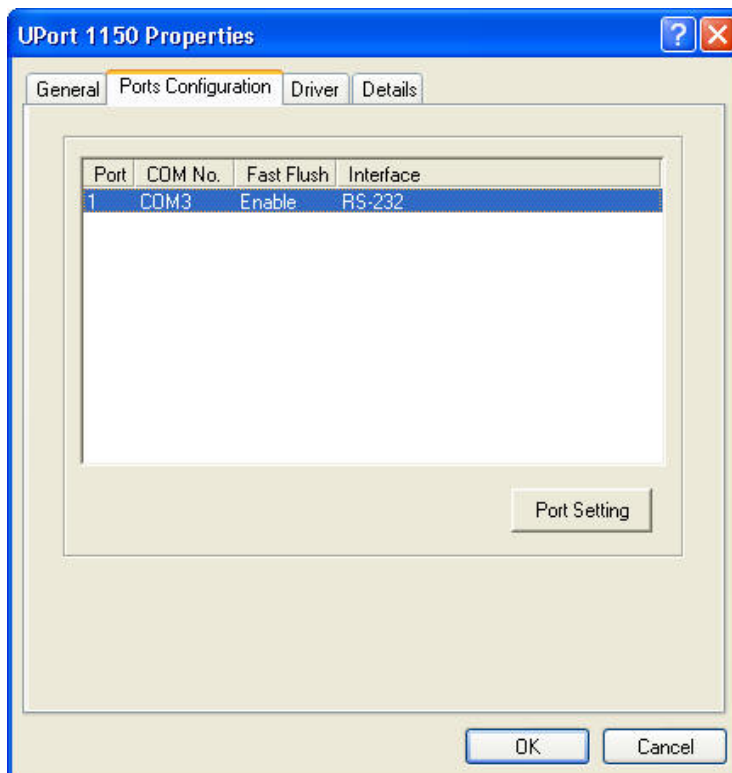 UPort 1150 Properties
General Ports Configuration Driver Details
Port COM No. Fast Flush Interface
1 COM3 Enable RS-232
Port Setting
OK Cancel